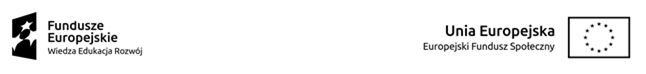 Fundusze
Europejskie
Wiedza Edukacja Rozwój
Unia Europejska
Europejski Fundusz Społeczny